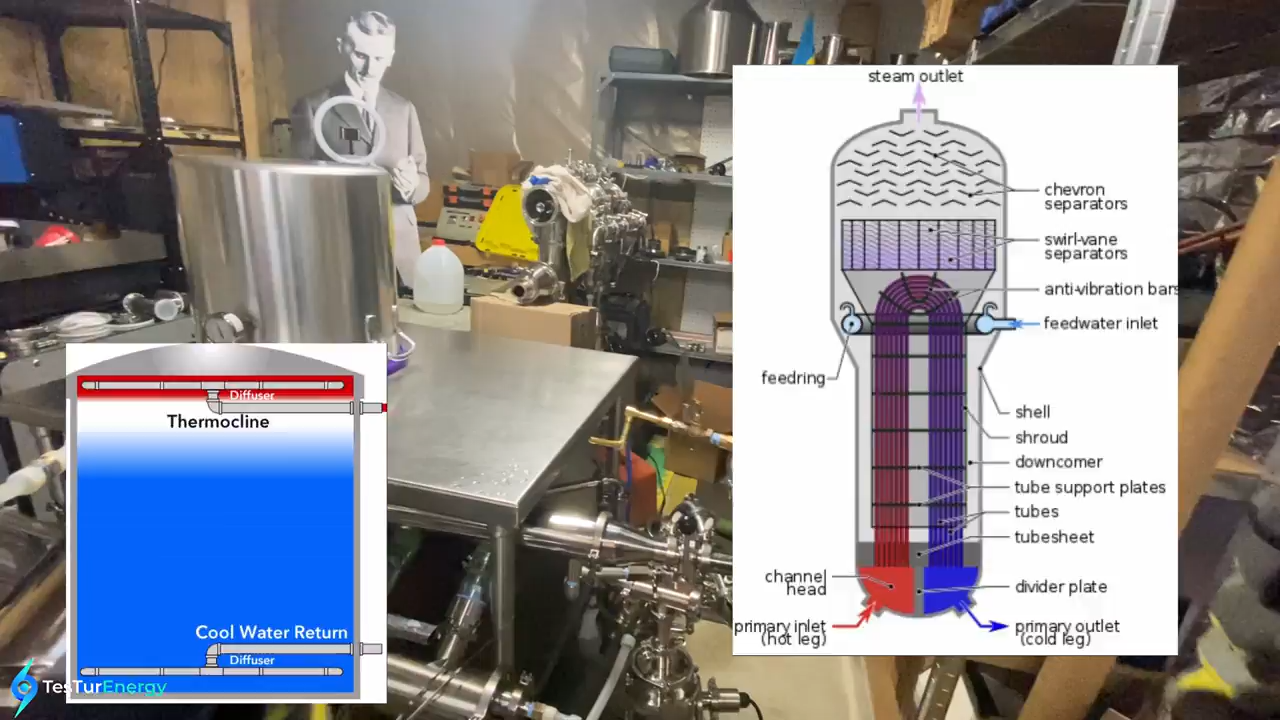 Diffuser
Thermocline
Cool Water Return
Diffuser
TesTurEnergy
steam outlet
chevron
separators
swirl-vane
separators
anti-vibration bars
feedwater inlet
feedring
shell
shroud
downcomer
tube support plates
tubes
tubesheet
channel
head
divider plate
primary inlet
(hot leg)
primary outlet
(cold leg)